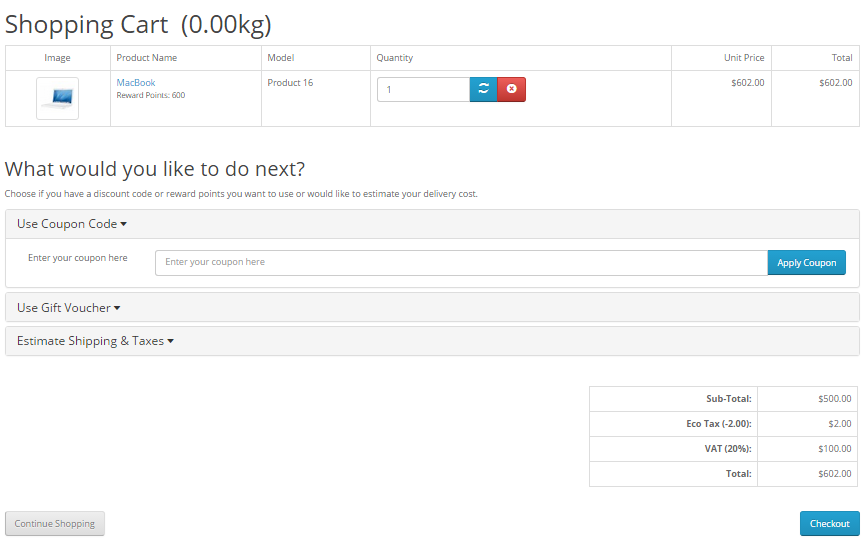 Shopping Cart (0.00kg)
Image Product Name Model Quantity Unit Price Total
MacBook Product 16 1 $602.00 $602.00
Reward Points: 600
What would you like to do next?
Choose if you have a discount code or reward points you want to use or would like to estimate your delivery cost.
Use Coupon Code
Enter your coupon here Enter your coupon here Apply Coupon
Use Gift Voucher
Estimate Shipping & Taxes
Sub-Total: $500.00
Eco Tax (-2.00): $2.00
VAT (20%): $100.00
Total: $602.00
Continue Shopping Checkout